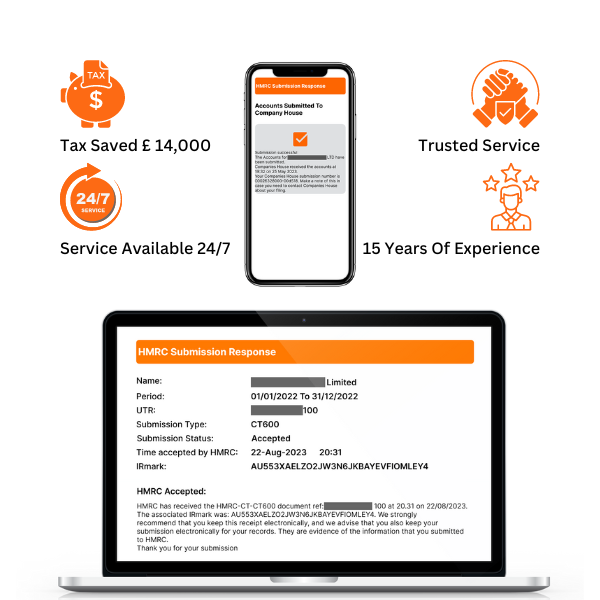 TAX
$
Tax Saved £ 14,000
24/7
SERVICE
Service Available 24/7
HMRC Submission Response
Accounts Submitted To
Company House
Submission successful
The Accounts for LTD have
been submitted.
Companies House received the accounts at
on 25 May 2023.
Your Companies House submission number is
Make a note of this in
case you need to contact Companies House
about your filing.
Trusted Service
15 Years Of Experience
HMRC Submission Response
Name: Limited
Period: 01/01/2022 To 31/12/2022
UTR: 100
Submission Type: CT600
Submission Status: Accepted
Time accepted by HMRC: 22-Aug-2023 20:31
IRmark: AU553XAELZO2JW3N6JKBAYEVFIOMLEY4
HMRC Accepted:
HMRC has received the HMRC-CT-CT600 document ref: 100 at 20.31 on 22/08/2023.
The associated IRmark was: AU553XAELZO2JW3N6JKBAYEVFIOMLEY4. We strongly
recommend that you keep this receipt electronically, and we advise that you also keep your
submission electronically for your records. They are evidence of the information that you submitted
to HMRC.
Thank you for your submission